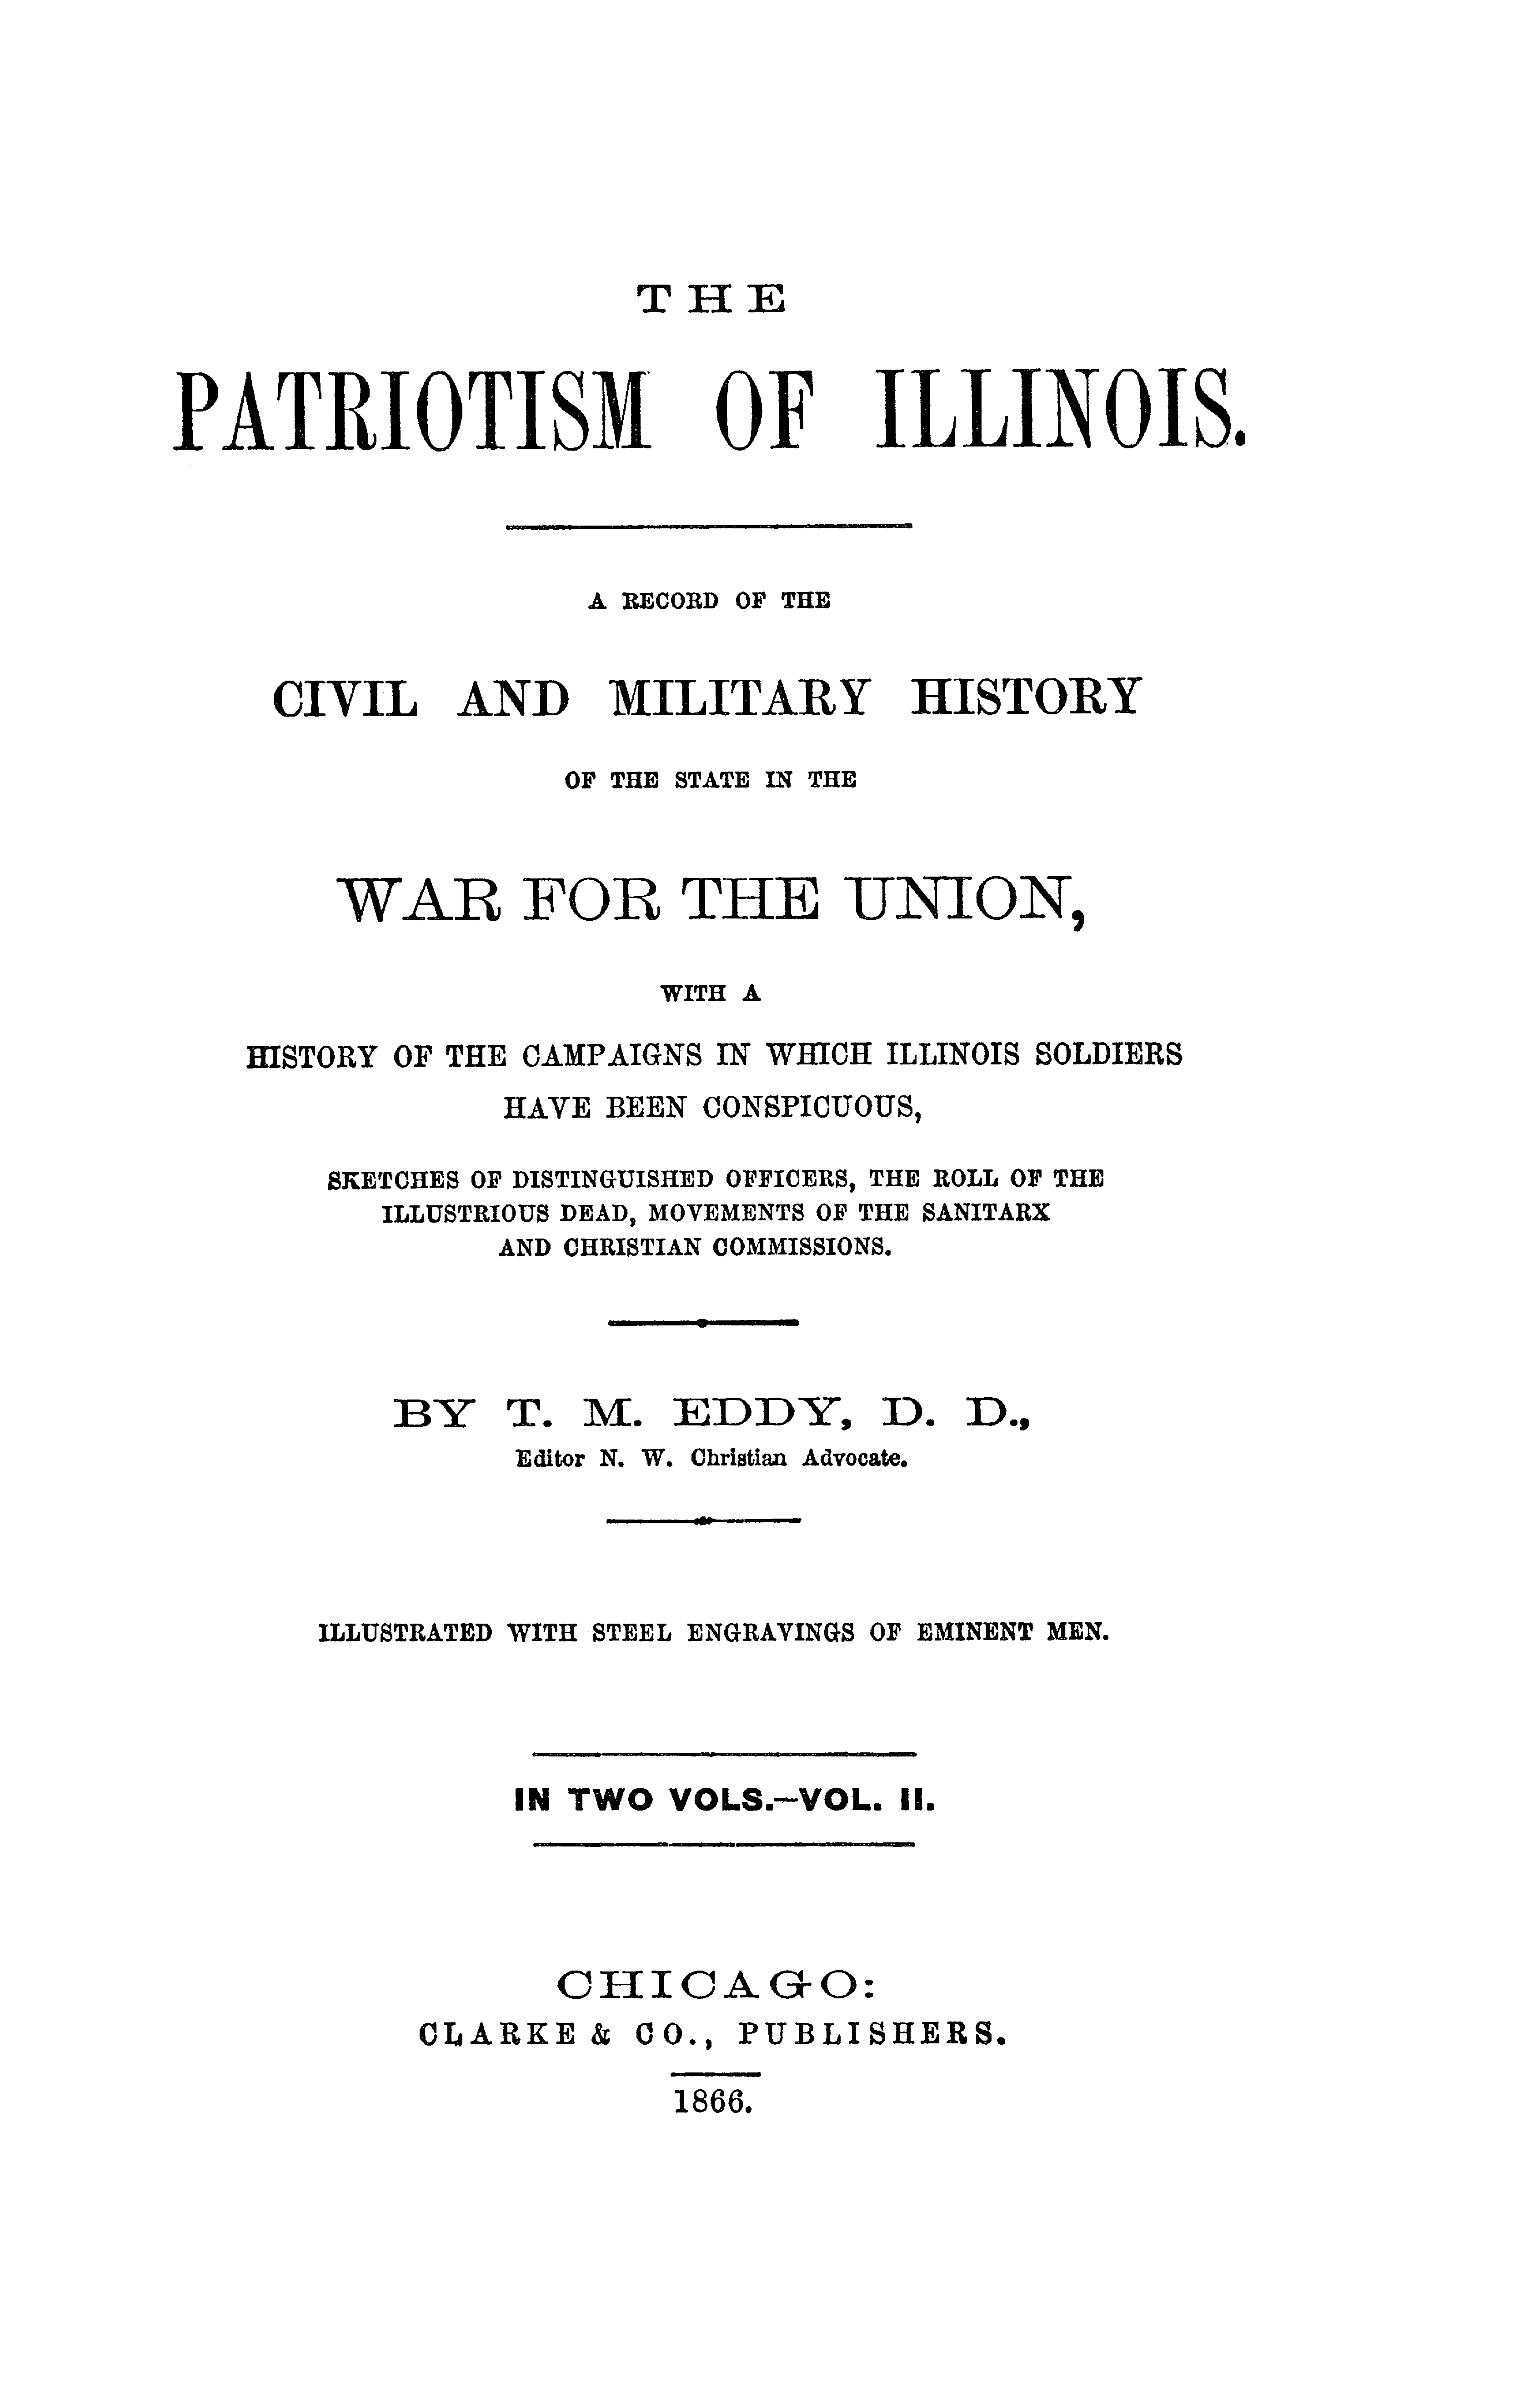 THE
PATRIOTISM OF ILLINOIS.
A RECORD OF THE
CIVIL AND MILITARY HISTORY
OF THE STATE IN THE
WAR FOR THE UNION,
WITH A
HISTORY OF THE CAMPAIGNS IN WHICH ILLINOIS SOLDIERS
HAVE BEEN CONSPICUOUS,
SKETCHES OF DISTINGUISHED OFFICERS, THE ROLL OF THE
ILLUSTRIOUS DEAD, MOVEMENTS OF THE SANITARX
AND CHRISTIAN COMMISSIONS.
BY T. M. EDDY, D. D.,
Editor N. W. Christian Advocate.
ILLUSTRATED WITH STEEL ENGRAVINGS OF EMINENT MEN.
IN TWO VOLS.—VOL. II.
CHICAGO:
CLARKE & CO., PUBLISHERS.
1866.